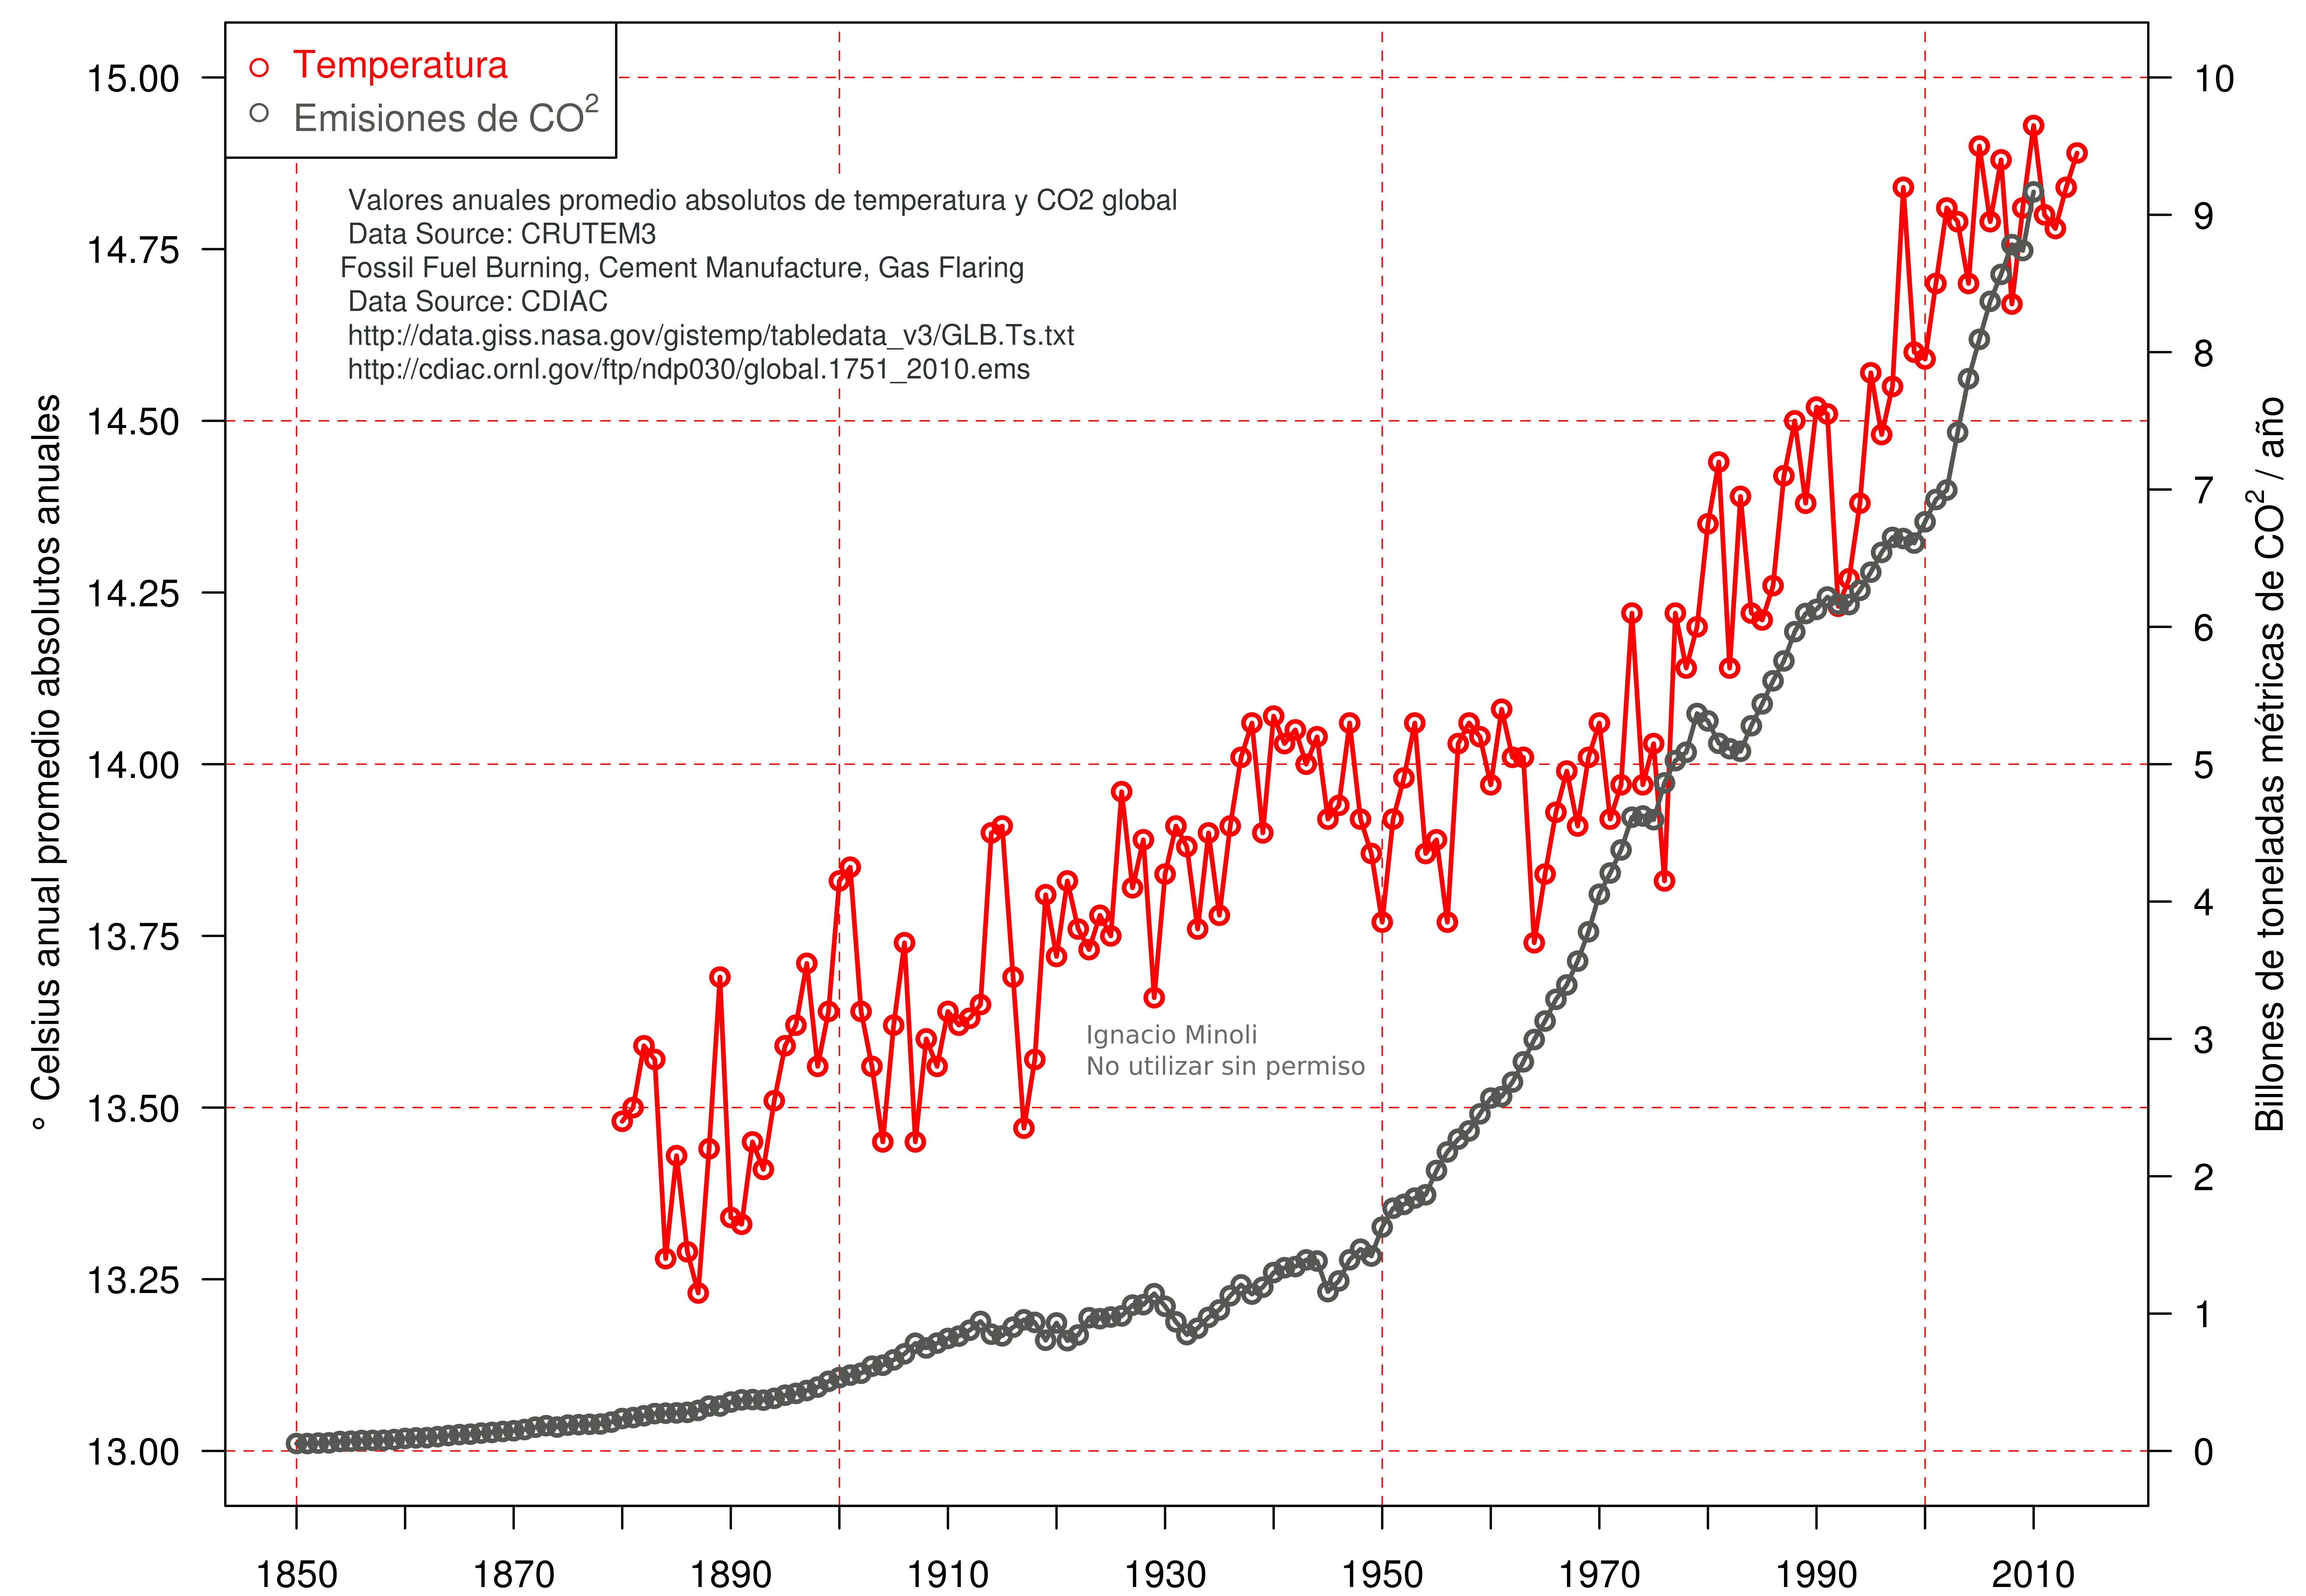 Temperatura
Emisiones de CO²
Valores anuales promedio absolutos de temperatura y CO2 global
Data Source: CRUTEM3
Fossil Fuel Burning, Cement Manufacture, Gas Flaring
Data Source: CDIAC
http://data.giss.nasa.gov/gistemp/tabledata_v3/GLB.Ts.txt
http://cdiac.ornl.gov/ftp/ndp030/global.1751_2010.ems
Ignacio Minoli
No utilizar sin permiso
° Celsius anual promedio absolutos anuales
15.00
14.75
14.50
14.25
14.00
13.75
13.50
13.25
13.00
Billones de toneladas métricas de CO² / año
10
9
8
7
6
5
4
3
2
1
0
1850 1870 1890 1910 1930 1950 1970 1990 2010